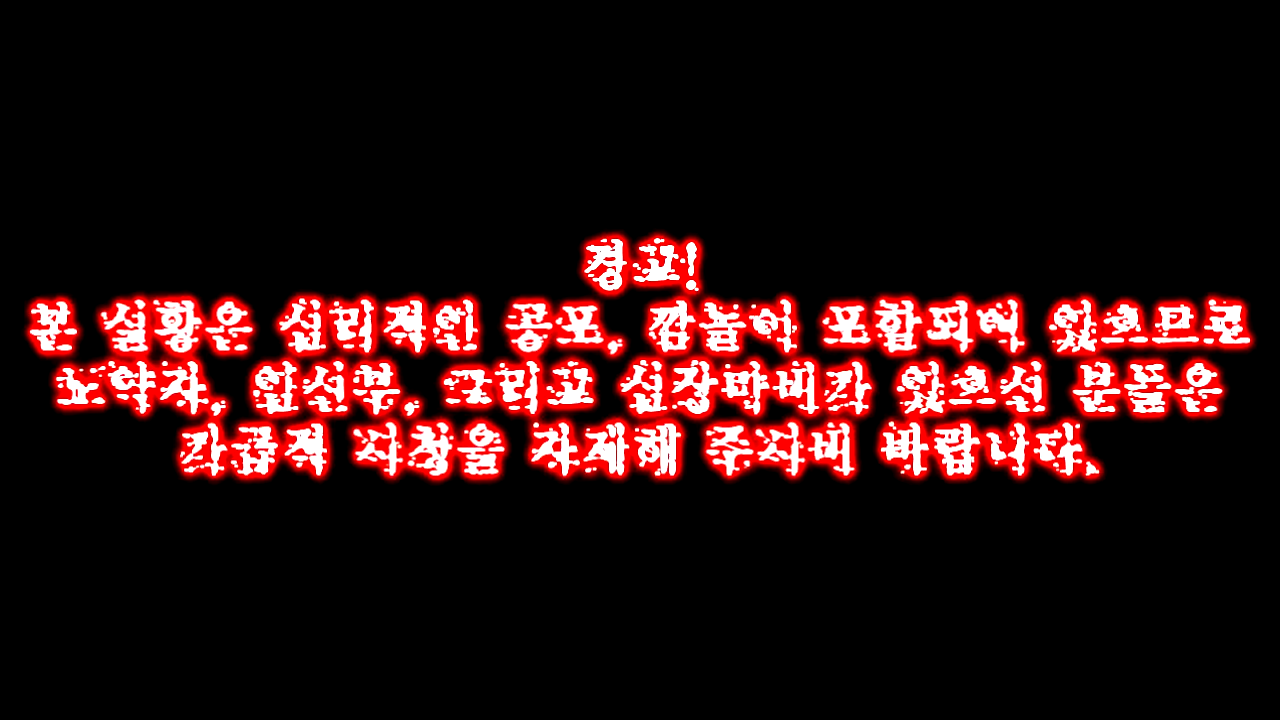 경고!
본 실황은 심리적인 공포, 깜놀이 포함되어 있으므로
노약자, 임산부, 그리고 심장마비가 있으신 분들은
가급적 시청을 자제해 주시기 바랍니다.